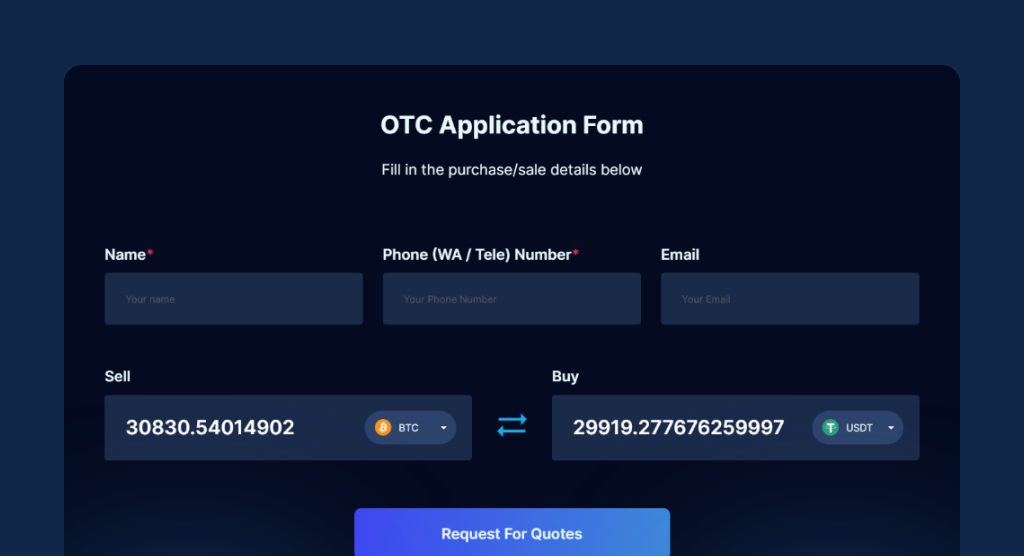 OTC Application Form
Fill in the purchase/sale details below
Name* Phone (WA / Tele) Number* Email
Your name Your Phone Number Your Email
Sell Buy
30830.54014902 BTC 29919.277676259997 USDT
Request For Quotes